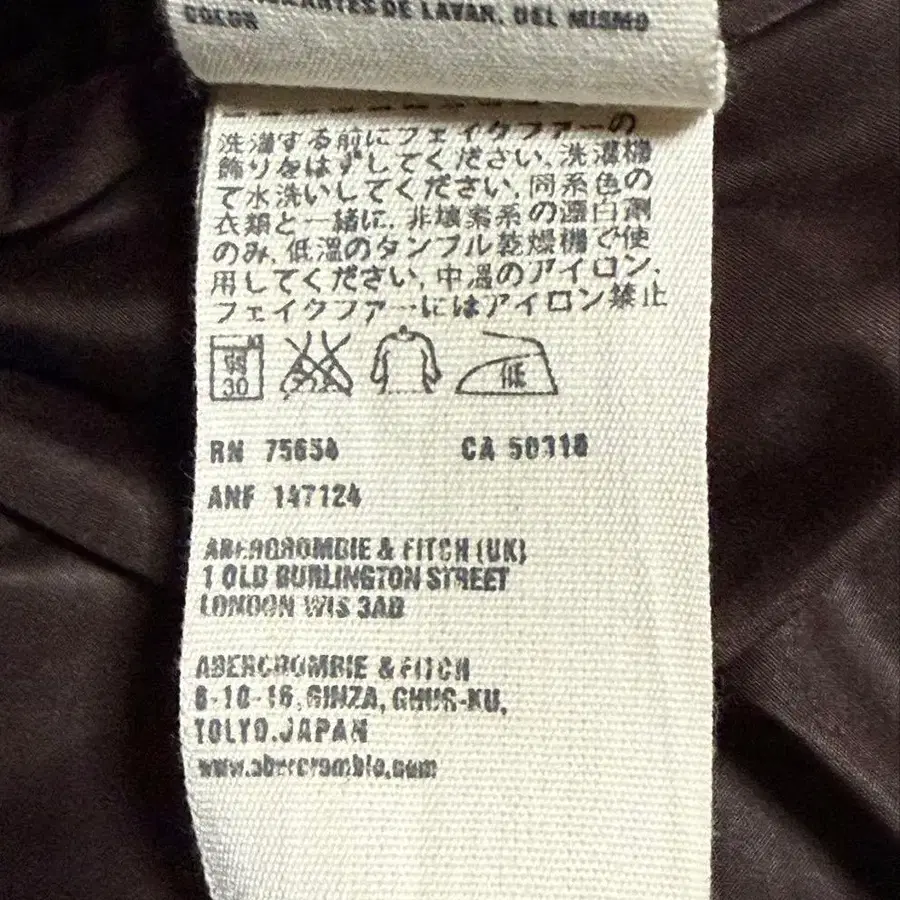 ANTES DE LAVAR. DEL MISMO
COLOR
洗濯する前にフェイクファーの
飾りをはずしてください、洗濯機
で水洗いしてください、同系色の
衣類と一緒に、非塩素系の漂白剤
のみ、低温のタンブル乾燥機で使
用してください、中温のアイロン、
フェイクファーにはアイロン禁止
弱
30
低
RN 75654 CA 50318
ANF 147124
ABERCROMBIE & FITCH (UK)
1 OLD BURLINGTON STREET
LONDON W1S 3AB
ABERCROMBIE & FITCH
6-10-16, GINZA, CHUO-KU,
TOLYO.JAPAN
www.abercrombie.com